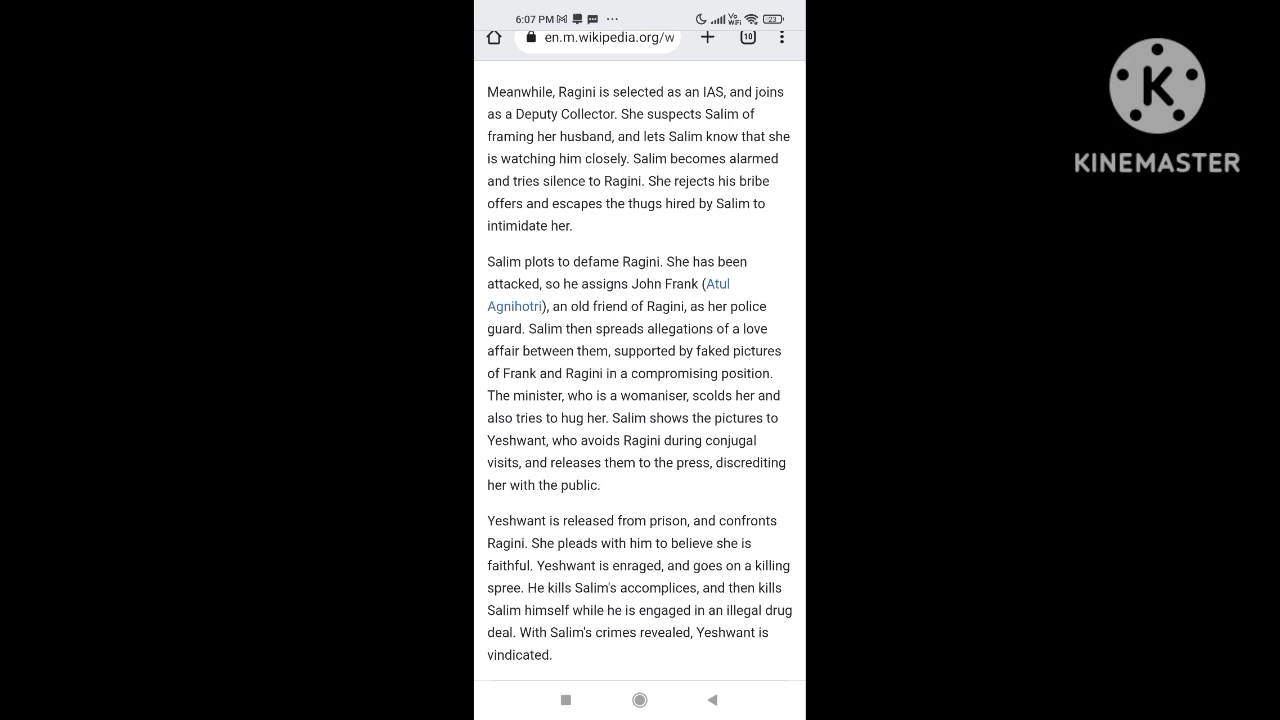 6:07 PM
Vo
WiFi
23
en.m.wikipedia.org/w
10
Meanwhile, Ragini is selected as an IAS, and joins
as a Deputy Collector. She suspects Salim of
framing her husband, and lets Salim know that she
is watching him closely. Salim becomes alarmed
and tries silence to Ragini. She rejects his bribe
offers and escapes the thugs hired by Salim to
intimidate her.
Salim plots to defame Ragini. She has been
attacked, so he assigns John Frank (Atul
Agnihotri), an old friend of Ragini, as her police
guard. Salim then spreads allegations of a love
affair between them, supported by faked pictures
of Frank and Ragini in a compromising position.
The minister, who is a womaniser, scolds her and
also tries to hug her. Salim shows the pictures to
Yeshwant, who avoids Ragini during conjugal
visits, and releases them to the press, discrediting
her with the public.
Yeshwant is released from prison, and confronts
Ragini. She pleads with him to believe she is
faithful. Yeshwant is enraged, and goes on a killing
spree. He kills Salim's accomplices, and then kills
Salim himself while he is engaged in an illegal drug
deal. With Salim's crimes revealed, Yeshwant is
vindicated.
K
KINEMASTER